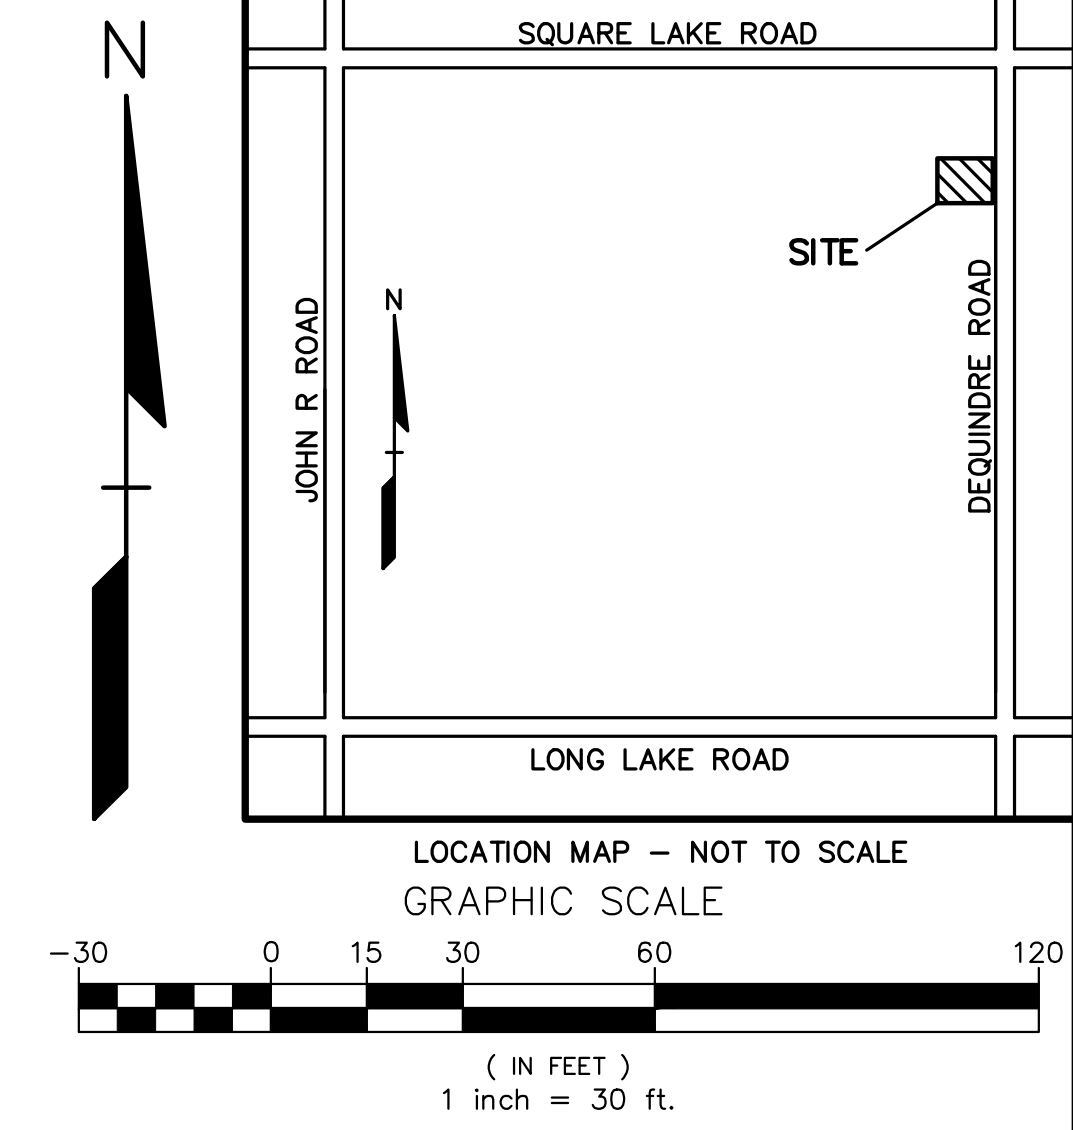 N
SQUARE LAKE ROAD
SITE
N
JOHN R ROAD
DEQUINDRE ROAD
LONG LAKE ROAD
LOCATION MAP – NOT TO SCALE
GRAPHIC SCALE
–30 0 15 30 60 120
( IN FEET )
1 inch = 30 ft.